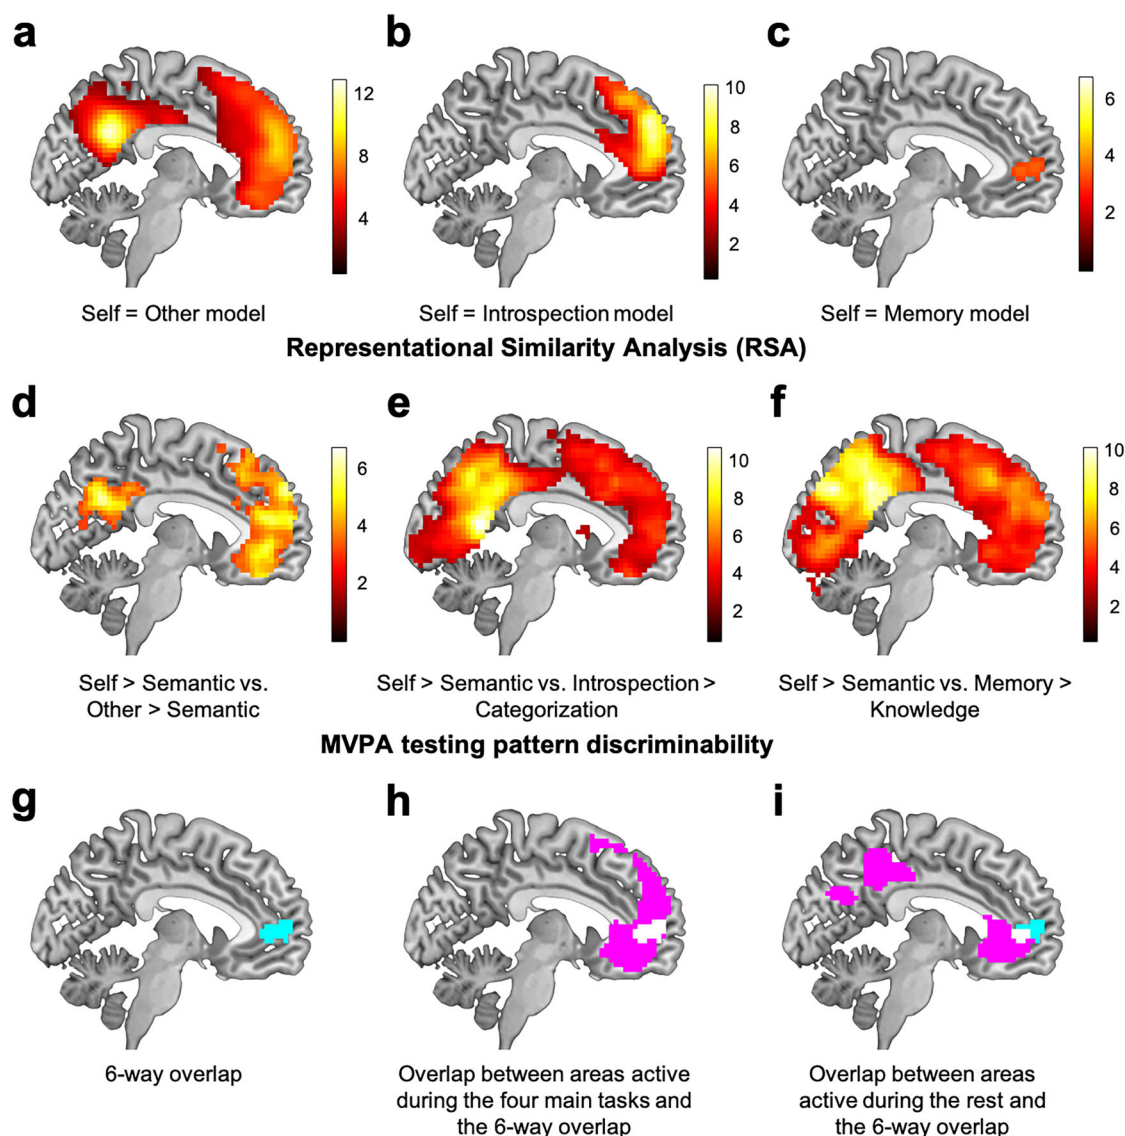 a
b
c
12
8
4
10
8
6
4
2
6
4
2
Self = Other model
Self = Introspection model
Self = Memory model
Representational Similarity Analysis (RSA)
d
e
f
6
4
2
10
8
6
4
2
10
8
6
4
2
Self > Semantic vs.
Other > Semantic
Self > Semantic vs. Introspection >
Categorization
Self > Semantic vs. Memory >
Knowledge
MVPA testing pattern discriminability
g
h
i
6-way overlap
Overlap between areas active
during the four main tasks and
the 6-way overlap
Overlap between areas
active during the rest and
the 6-way overlap